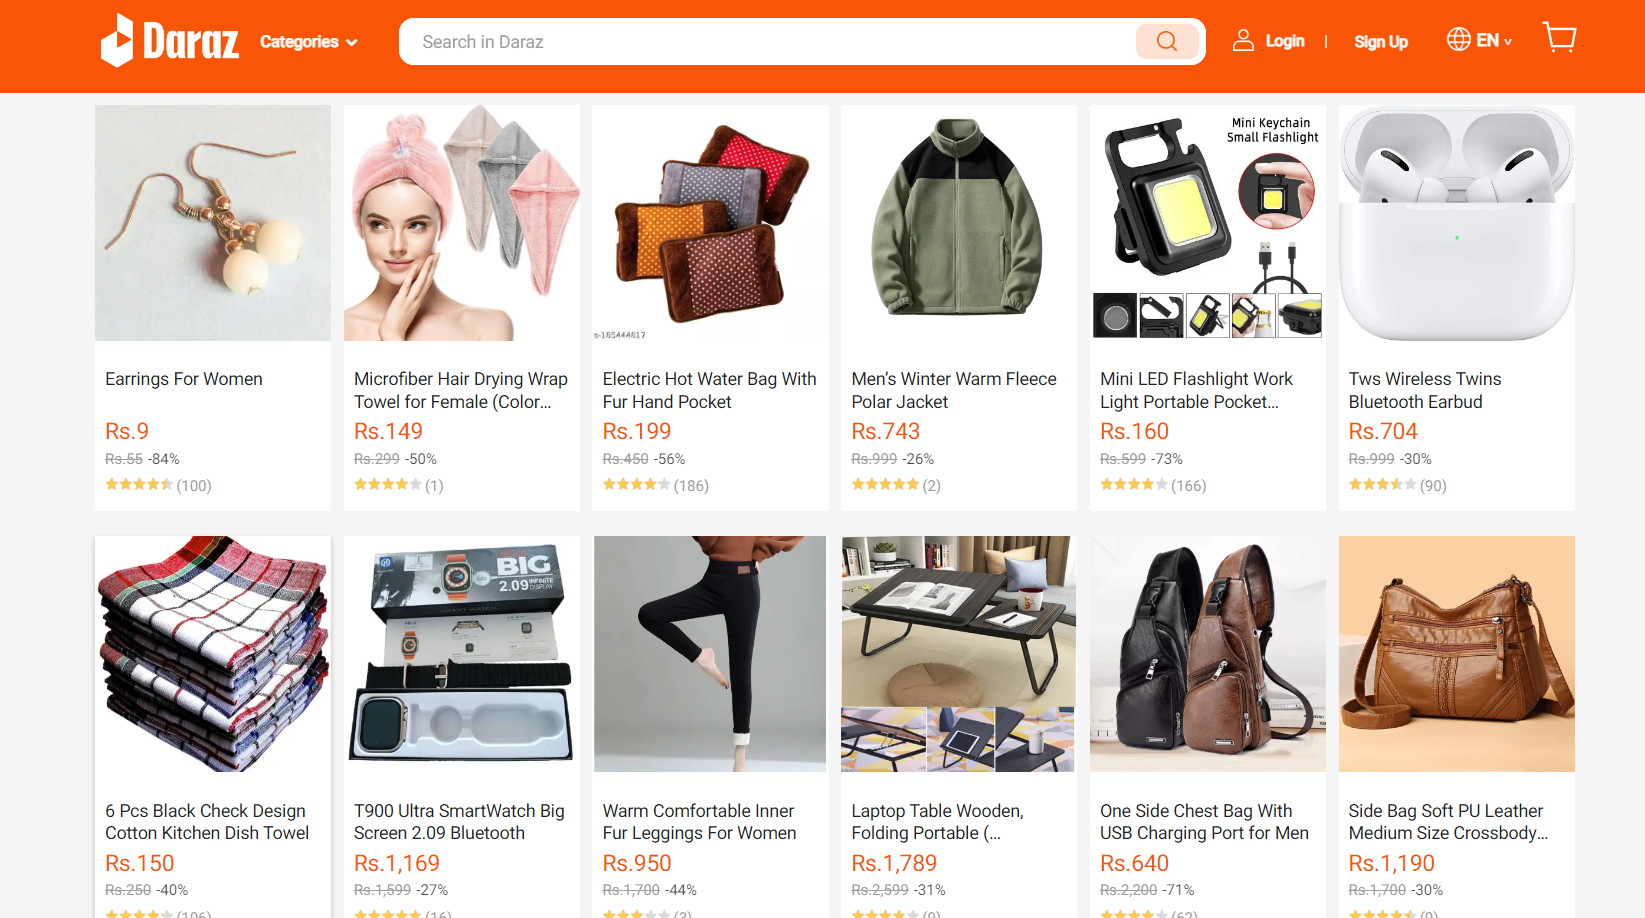 Daraz
Categories
Search in Daraz
Login
|
Sign Up
EN
Mini Keychain
Small Flashlight
s-185444817
Earrings For Women
Rs.9
Rs.55 -84%
(100)
Microfiber Hair Drying Wrap
Towel for Female (Color...
Rs.149
Rs.299 -50%
(1)
Electric Hot Water Bag With
Fur Hand Pocket
Rs.199
Rs.450 -56%
(186)
Men’s Winter Warm Fleece
Polar Jacket
Rs.743
Rs.999 -26%
(2)
Mini LED Flashlight Work
Light Portable Pocket...
Rs.160
Rs.599 -73%
(166)
Tws Wireless Twins
Bluetooth Earbud
Rs.704
Rs.999 -30%
(90)
BIG
2.09 INFINITE
DISPLAY
SMART WATCH
6 Pcs Black Check Design
Cotton Kitchen Dish Towel
Rs.150
Rs.250 -40%
(106)
T900 Ultra SmartWatch Big
Screen 2.09 Bluetooth
Rs.1,169
Rs.1,599 -27%
(16)
Warm Comfortable Inner
Fur Leggings For Women
Rs.950
Rs.1,700 -44%
(3)
Laptop Table Wooden,
Folding Portable (...
Rs.1,789
Rs.2,599 -31%
(9)
One Side Chest Bag With
USB Charging Port for Men
Rs.640
Rs.2,200 -71%
(62)
Side Bag Soft PU Leather
Medium Size Crossbody...
Rs.1,190
Rs.1,700 -30%
(9)